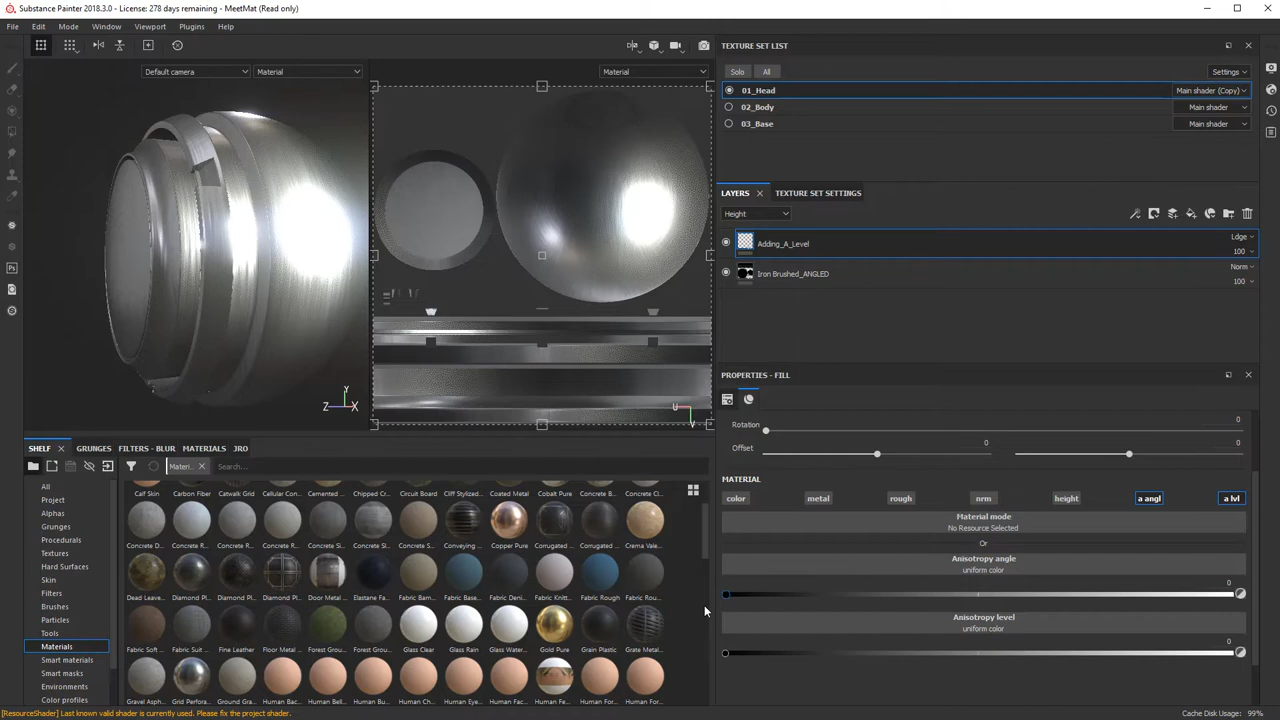 Substance Painter 2018.3.0 - License: 278 days remaining - MeetMat (Read only)
File Edit Mode Window Viewport Plugins Help
TEXTURE SET LIST
Default camera Material Material
Solo All Settings
01_Head Main shader (Copy)
02_Body Main shader
03_Base Main shader
LAYERS TEXTURE SET SETTINGS
Height
Adding_A_Level Ldge 100
Iron Brushed_ANGLED Norm 100
PROPERTIES - FILL
Y Z X
U V
Rotation 0
Offset 0 0
MATERIAL
color metal rough nrm height a angl a lvl
Material mode
No Resource Selected
Or
Anisotropy angle
uniform color
0
Anisotropy level
uniform color
0
SHELF GRUNGES FILTERS - BLUR MATERIALS JRO
Materi... Search...
All
Project
Alphas
Grunges
Procedurals
Textures
Hard Surfaces
Skin
Filters
Brushes
Particles
Tools
Materials
Smart materials
Smart masks
Environments
Color profiles
Calf Skin Carbon Fiber Catwalk Grid Cellular Con... Cemented ... Chipped Cr... Circuit Board Cliff Stylized... Coated Metal Cobalt Pure Concrete B... Concrete Cl...
Concrete D... Concrete R... Concrete R... Concrete R... Concrete Si... Concrete Sl... Concrete S... Conveying ... Copper Pure Corrugated ... Corrugated ... Crema Vale...
Dead Leave... Diamond Pl... Diamond Pl... Diamond Pl... Door Metal ... Elastane Fa... Fabric Bam... Fabric Base... Fabric Deni... Fabric Knitt... Fabric Rough Fabric Rou...
Fabric Soft ... Fabric Suit ... Fine Leather Floor Metal ... Forest Grou... Forest Grou... Glass Clear Glass Rain Glass Water... Gold Pure Grain Plastic Grate Metal...
Gravel Asph... Grid Perfora... Ground Gra... Human Bac... Human Bell... Human Che... Human Eye... Human Fac... Human For... Human For... Human For... Human For...
[ResourceShader] Last known valid shader is currently used. Please fix the project shader.
Cache Disk Usage: 99%